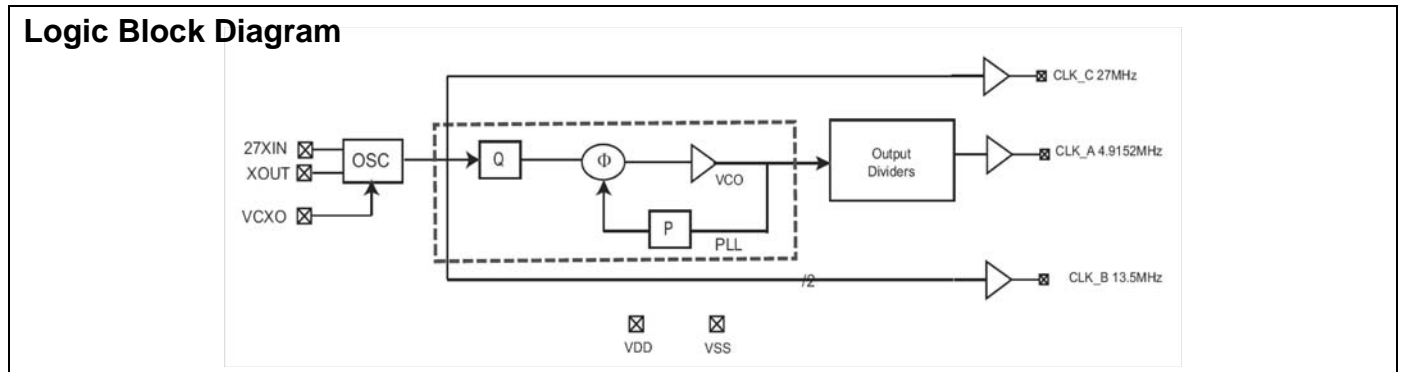 Logic Block Diagram
CLK_C 27MHz
27XIN
XOUT
OSC
Q
Φ
VCO
Output
Dividers
CLK_A 4.9152MHz
VCXO
P
PLL
/2
CLK_B 13.5MHz
VDD
VSS